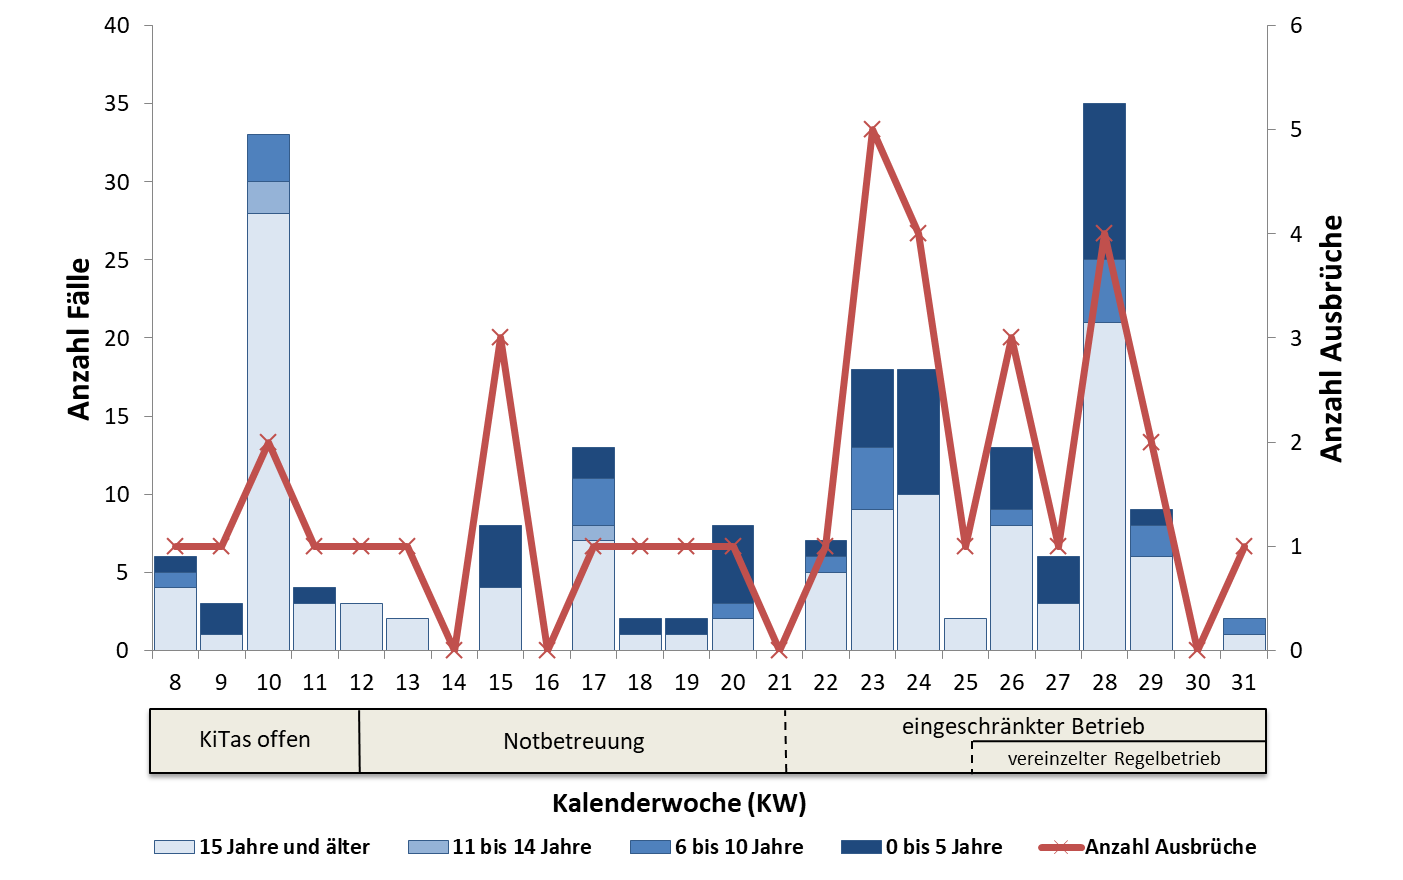 40
35
30
25
20
15
10
5
0
Anzahl Fälle
6
5
4
3
2
1
0
Anzahl Ausbrüche
8 9 10 11 12 13 14 15 16 17 18 19 20 21 22 23 24 25 26 27 28 29 30 31
KiTas offen
Notbetreuung
eingeschränkter Betrieb
vereinzelter Regelbetrieb
Kalenderwoche (KW)
15 Jahre und älter 11 bis 14 Jahre 6 bis 10 Jahre 0 bis 5 Jahre Anzahl Ausbrüche